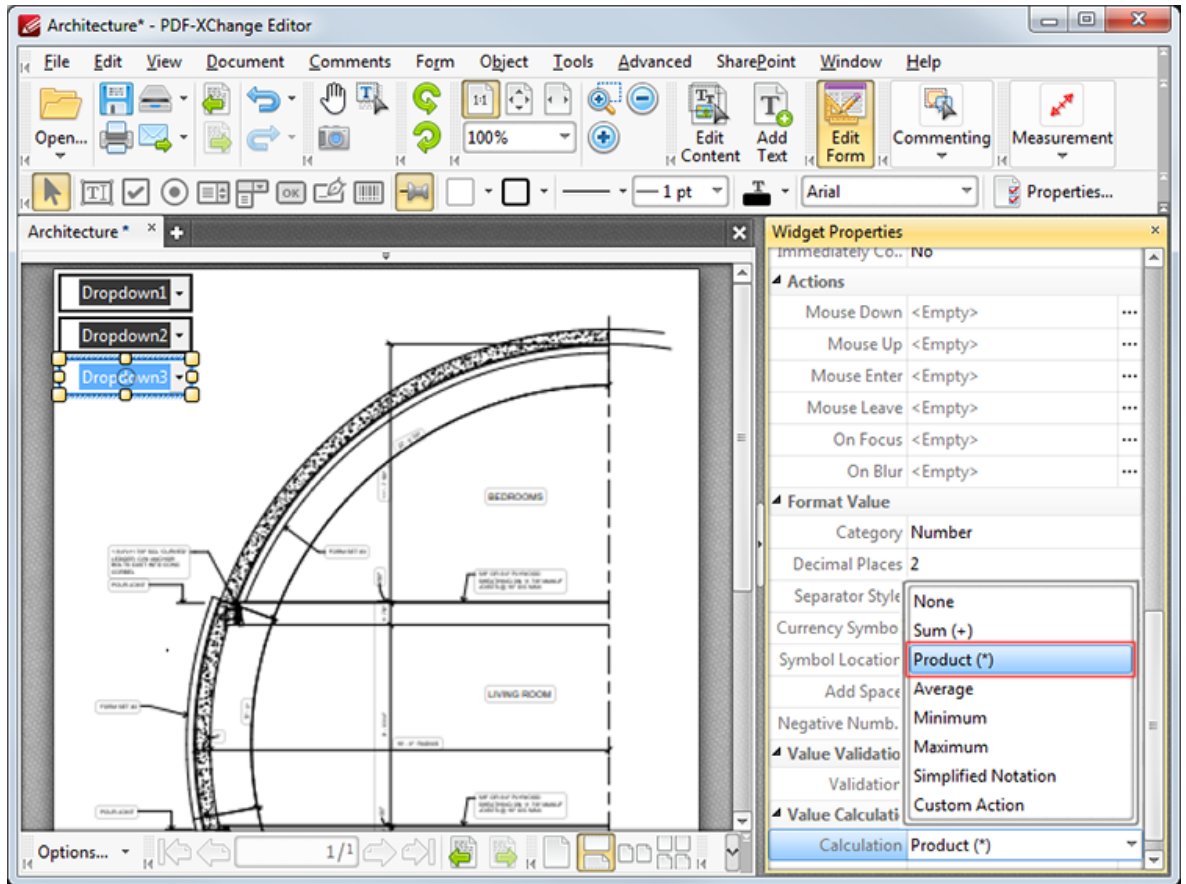 Architecture* - PDF-XChange Editor
File Edit View Document Comments Form Object Tools Advanced SharePoint Window Help
Open...
100%
Edit Content
Add Text
Edit Form
Commenting
Measurement
OK
1 pt
Arial
Properties...
Architecture *
Widget Properties
Immediately Co.. No
Actions
Mouse Down <Empty>
Mouse Up <Empty>
Mouse Enter <Empty>
Mouse Leave <Empty>
On Focus <Empty>
On Blur <Empty>
Format Value
Category Number
Decimal Places 2
Separator Style
Currency Symbo
Symbol Location
Add Space
Negative Numb.
Value Validatio
Validation
Value Calculati
Calculation Product (*)
None
Sum (+)
Product (*)
Average
Minimum
Maximum
Simplified Notation
Custom Action
Dropdown1
Dropdown2
Dropdown3
BEDROOMS
LIVING ROOM
Options...
1/1